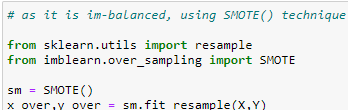 # as it is im-balanced, using SMOTE() technique
from sklearn.utils import resample
from imblearn.over_sampling import SMOTE
sm = SMOTE()
x_over,y_over = sm.fit_resample(X,Y)